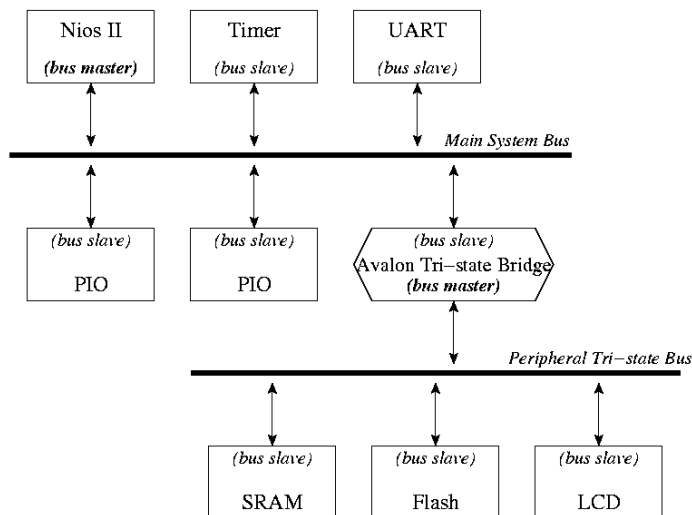 Nios II
Timer
UART
(bus master)
(bus slave)
(bus slave)
Main System Bus
(bus slave)
(bus slave)
(bus slave)
PIO
PIO
Avalon Tri−state Bridge
(bus master)
Peripheral Tri−state Bus
(bus slave)
(bus slave)
(bus slave)
SRAM
Flash
LCD